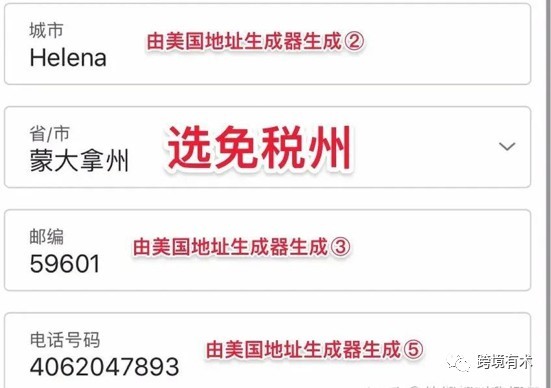 城市
Helena
由美国地址生成器生成②
省/市
蒙大拿州
选免税州
邮编
59601
由美国地址生成器生成③
电话号码
4062047893
由美国地址生成器生成⑤
跨境有术